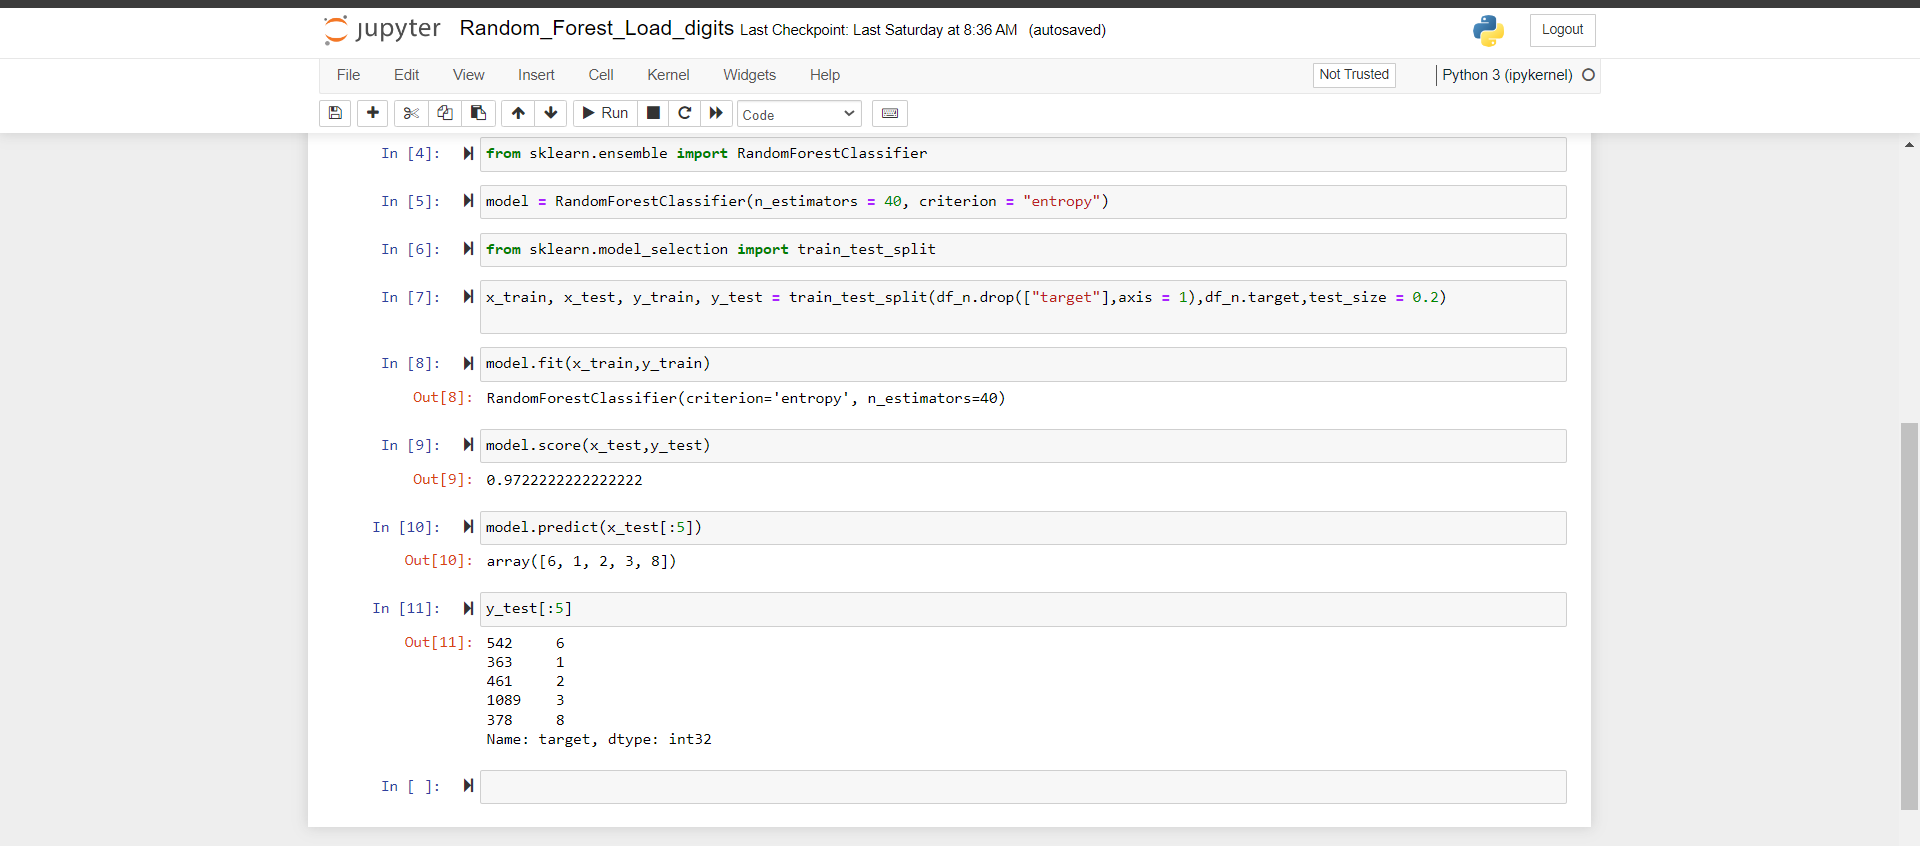 jupyter Random_Forest_Load_digits Last Checkpoint: Last Saturday at 8:36 AM (autosaved) Logout
File Edit View Insert Cell Kernel Widgets Help Not Trusted Python 3 (ipykernel)
Run Code
In [4]: from sklearn.ensemble import RandomForestClassifier
In [5]: model = RandomForestClassifier(n_estimators = 40, criterion = "entropy")
In [6]: from sklearn.model_selection import train_test_split
In [7]: x_train, x_test, y_train, y_test = train_test_split(df_n.drop(["target"],axis = 1),df_n.target,test_size = 0.2)
In [8]: model.fit(x_train,y_train)
Out[8]: RandomForestClassifier(criterion='entropy', n_estimators=40)
In [9]: model.score(x_test,y_test)
Out[9]: 0.9722222222222222
In [10]: model.predict(x_test[:5])
Out[10]: array([6, 1, 2, 3, 8])
In [11]: y_test[:5]
Out[11]: 542 6
363 1
461 2
1089 3
378 8
Name: target, dtype: int32
In [ ]: